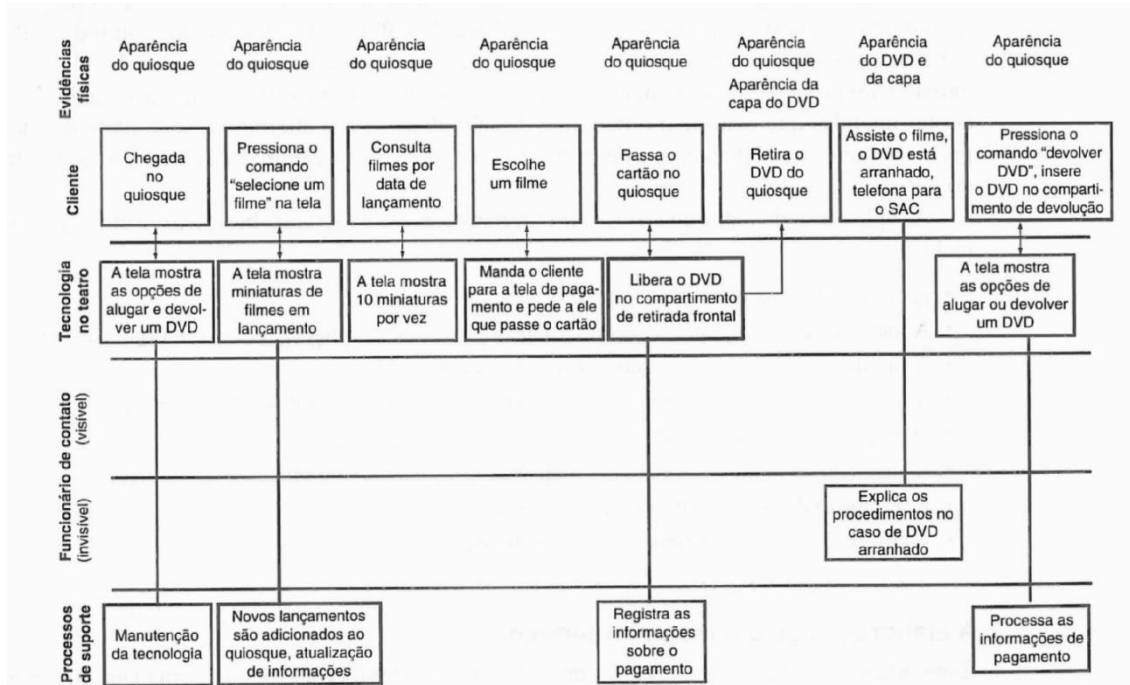 Evidências
físicas
Aparência
do quiosque
Aparência
do quiosque
Aparência
do quiosque
Aparência
do quiosque
Aparência
do quiosque
Aparência
do quiosque
Aparência da
capa do DVD
Aparência
do DVD e
da capa
Aparência
do quiosque
Cliente
Chegada
no
quiosque
Pressiona o
comando
“selecione um
filme” na tela
Consulta
filmes por
data de
lançamento
Escolhe
um filme
Passa o
cartão no
quiosque
Retira o
DVD do
quiosque
Assiste o filme,
o DVD está
arranhado,
telefona para
o SAC
Pressiona o
comando “devolver
DVD”, insere
o DVD no comparti-
mento de devolução
Tecnologia
no teatro
A tela mostra
as opções de
alugar e devol-
ver um DVD
A tela mostra
miniaturas de
filmes em
lançamento
A tela mostra
10 miniaturas
por vez
Manda o cliente
para a tela de paga-
mento e pede a ele
que passe o cartão
Libera o DVD
no compartimento
de retirada frontal
A tela mostra
as opções de
alugar ou devolver
um DVD
Funcionário de contato
(visível)
(invisível)
Explica os
procedimentos no
caso de DVD
arranhado
Processos
de suporte
Manutenção
da tecnologia
Novos lançamentos
são adicionados ao
quiosque, atualização
de informações
Registra as
informações
sobre o
pagamento
Processa as
informações de
pagamento